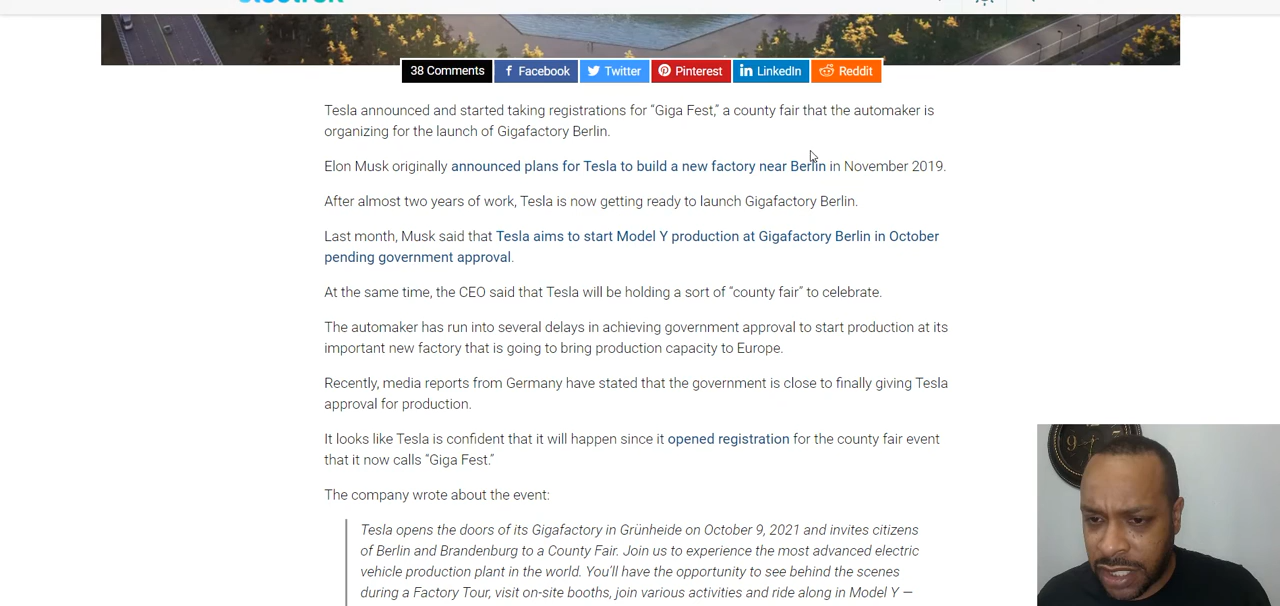 38 Comments Facebook Twitter Pinterest LinkedIn Reddit
Tesla announced and started taking registrations for “Giga Fest,” a county fair that the automaker is
organizing for the launch of Gigafactory Berlin.
Elon Musk originally announced plans for Tesla to build a new factory near Berlin in November 2019.
After almost two years of work, Tesla is now getting ready to launch Gigafactory Berlin.
Last month, Musk said that Tesla aims to start Model Y production at Gigafactory Berlin in October
pending government approval.
At the same time, the CEO said that Tesla will be holding a sort of “county fair” to celebrate.
The automaker has run into several delays in achieving government approval to start production at its
important new factory that is going to bring production capacity to Europe.
Recently, media reports from Germany have stated that the government is close to finally giving Tesla
approval for production.
It looks like Tesla is confident that it will happen since it opened registration for the county fair event
that it now calls “Giga Fest.”
The company wrote about the event:
Tesla opens the doors of its Gigafactory in Grünheide on October 9, 2021 and invites citizens
of Berlin and Brandenburg to a County Fair. Join us to experience the most advanced electric
vehicle production plant in the world. You’ll have the opportunity to see behind the scenes
during a Factory Tour, visit on-site booths, join various activities and ride along in Model Y —